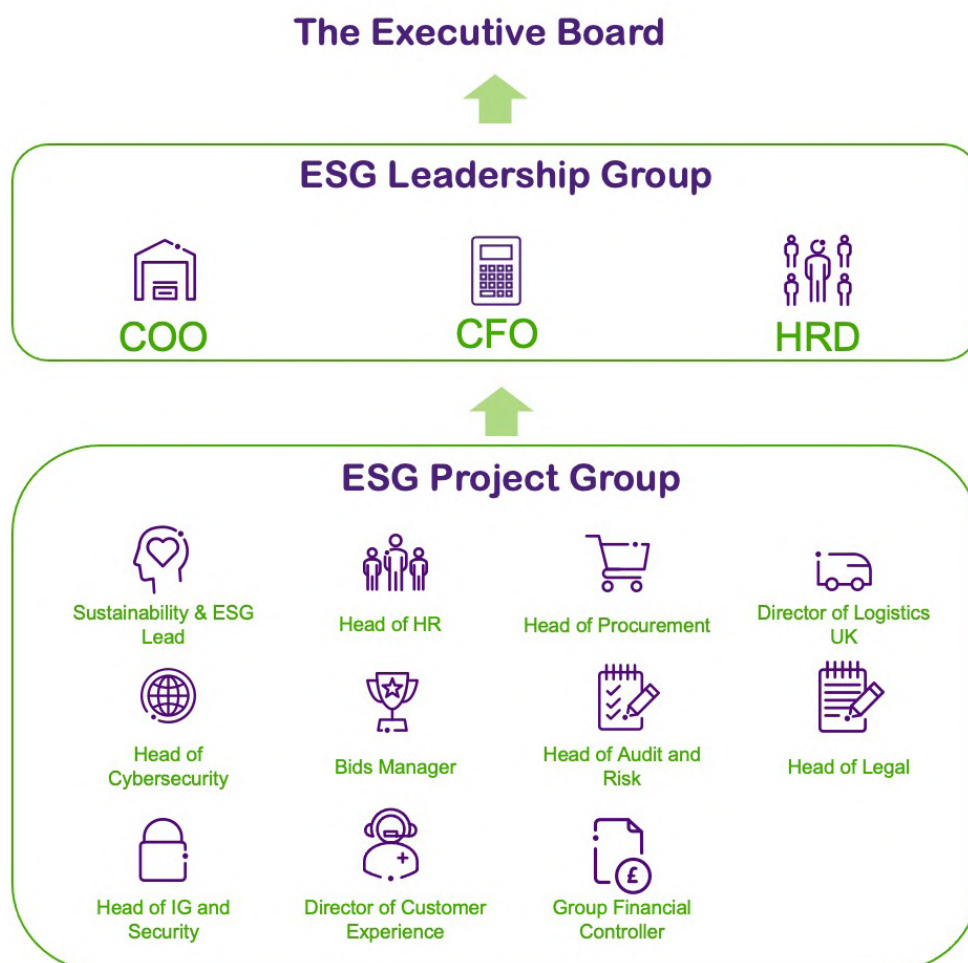 The Executive Board
ESG Leadership Group
COO
CFO
HRD
ESG Project Group
Sustainability & ESG
Lead
Head of HR
Head of Procurement
Director of Logistics
UK
Head of
Cybersecurity
Bids Manager
Head of Audit and
Risk
Head of Legal
Head of IG and
Security
Director of Customer
Experience
£
Group Financial
Controller